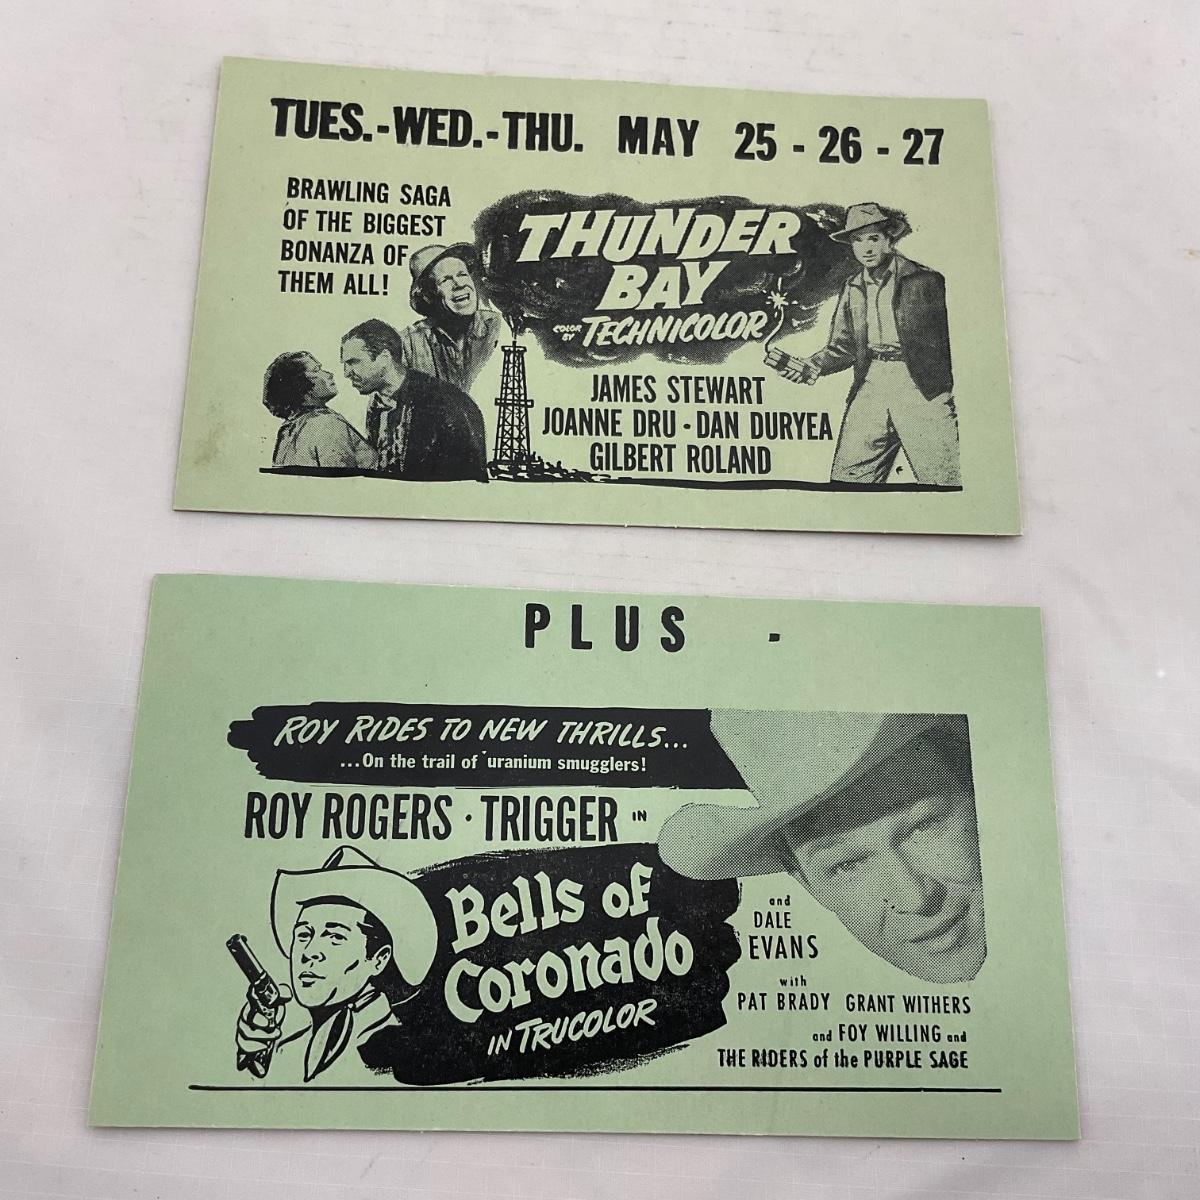 TUES.-WED.-THU. MAY 25 - 26 - 27
BRAWLING SAGA
OF THE BIGGEST
BONANZA OF
THEM ALL!
THUNDER
BAY
COLOR BY TECHNICOLOR
JAMES STEWART
JOANNE DRU · DAN DURYEA
GILBERT ROLAND
PLUS -
ROY RIDES TO NEW THRILLS...
...On the trail of uranium smugglers!
ROY ROGERS · TRIGGER IN
Bells of
Coronado
IN TRUCOLOR
and
DALE
EVANS
with
PAT BRADY GRANT WITHERS
and FOY WILLING and
THE RIDERS of the PURPLE SAGE